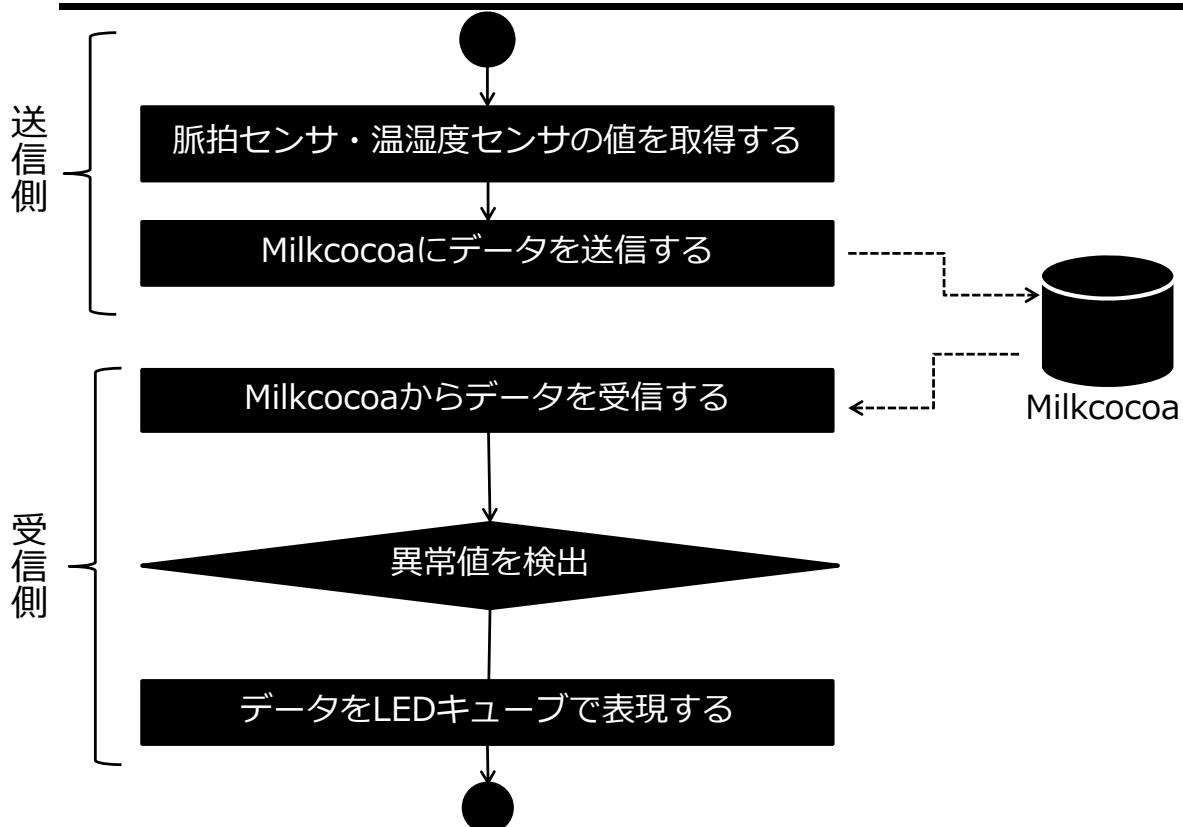 送信側
脈拍センサ・温湿度センサの値を取得する
Milkcocoaにデータを送信する
Milkcocoa
受信側
Milkcocoaからデータを受信する
異常値を検出
データをLEDキューブで表現する